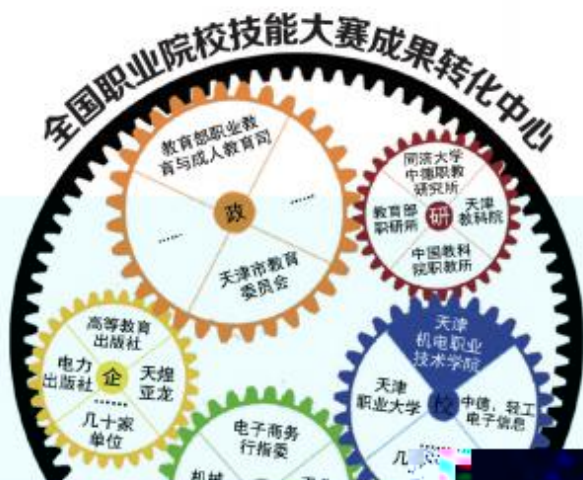 全国职业院校技能大赛成果转化中心
教育部职业教
育与成人教育司
……
政
……
天津市教育
委员会
同济大学
中德职教
研究所
教育部
职研所
研
天津
教科院
中国教科
院职教所
高等教育
出版社
电力
出版社
企
天煌
亚龙
……
几十家
单位
天津
机电职业
技术学院
天津
职业大学
校
中德、轻工
电子信息
……
电子商务
行指委
机械